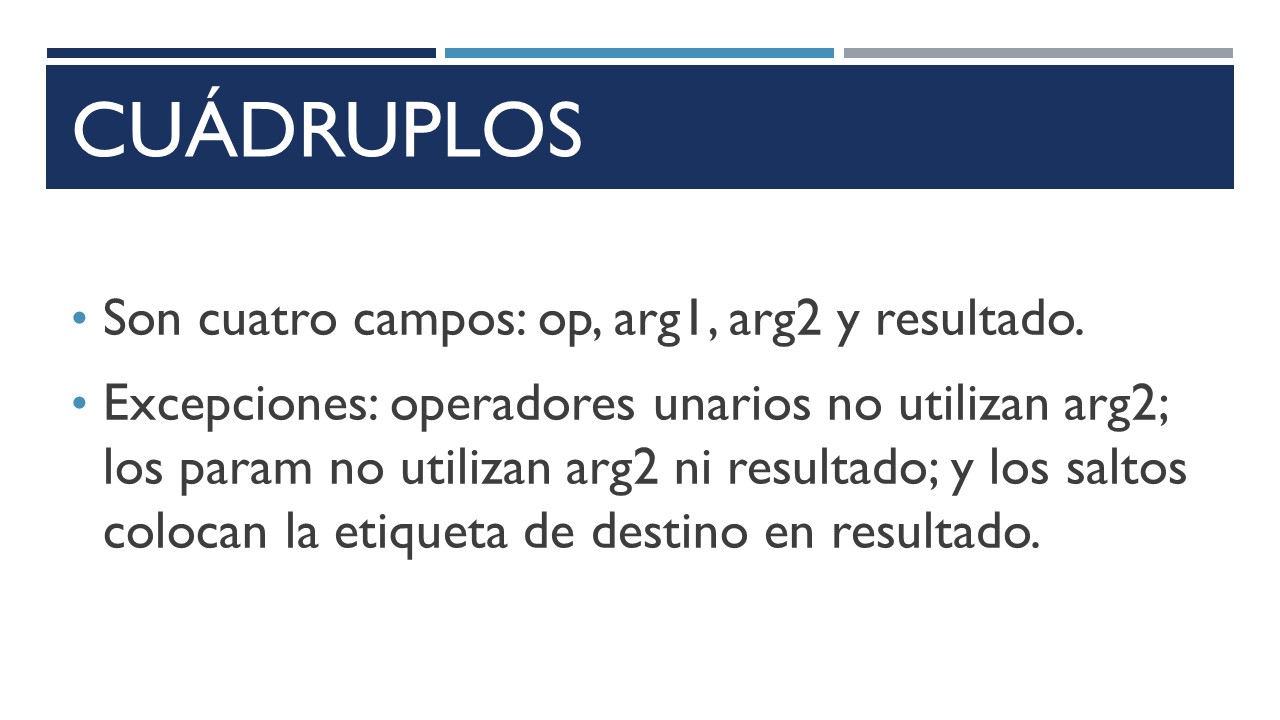 CUÁDRUPLOS
• Son cuatro campos: op, arg1, arg2 y resultado.
• Excepciones: operadores unarios no utilizan arg2;
los param no utilizan arg2 ni resultado; y los saltos
colocan la etiqueta de destino en resultado.